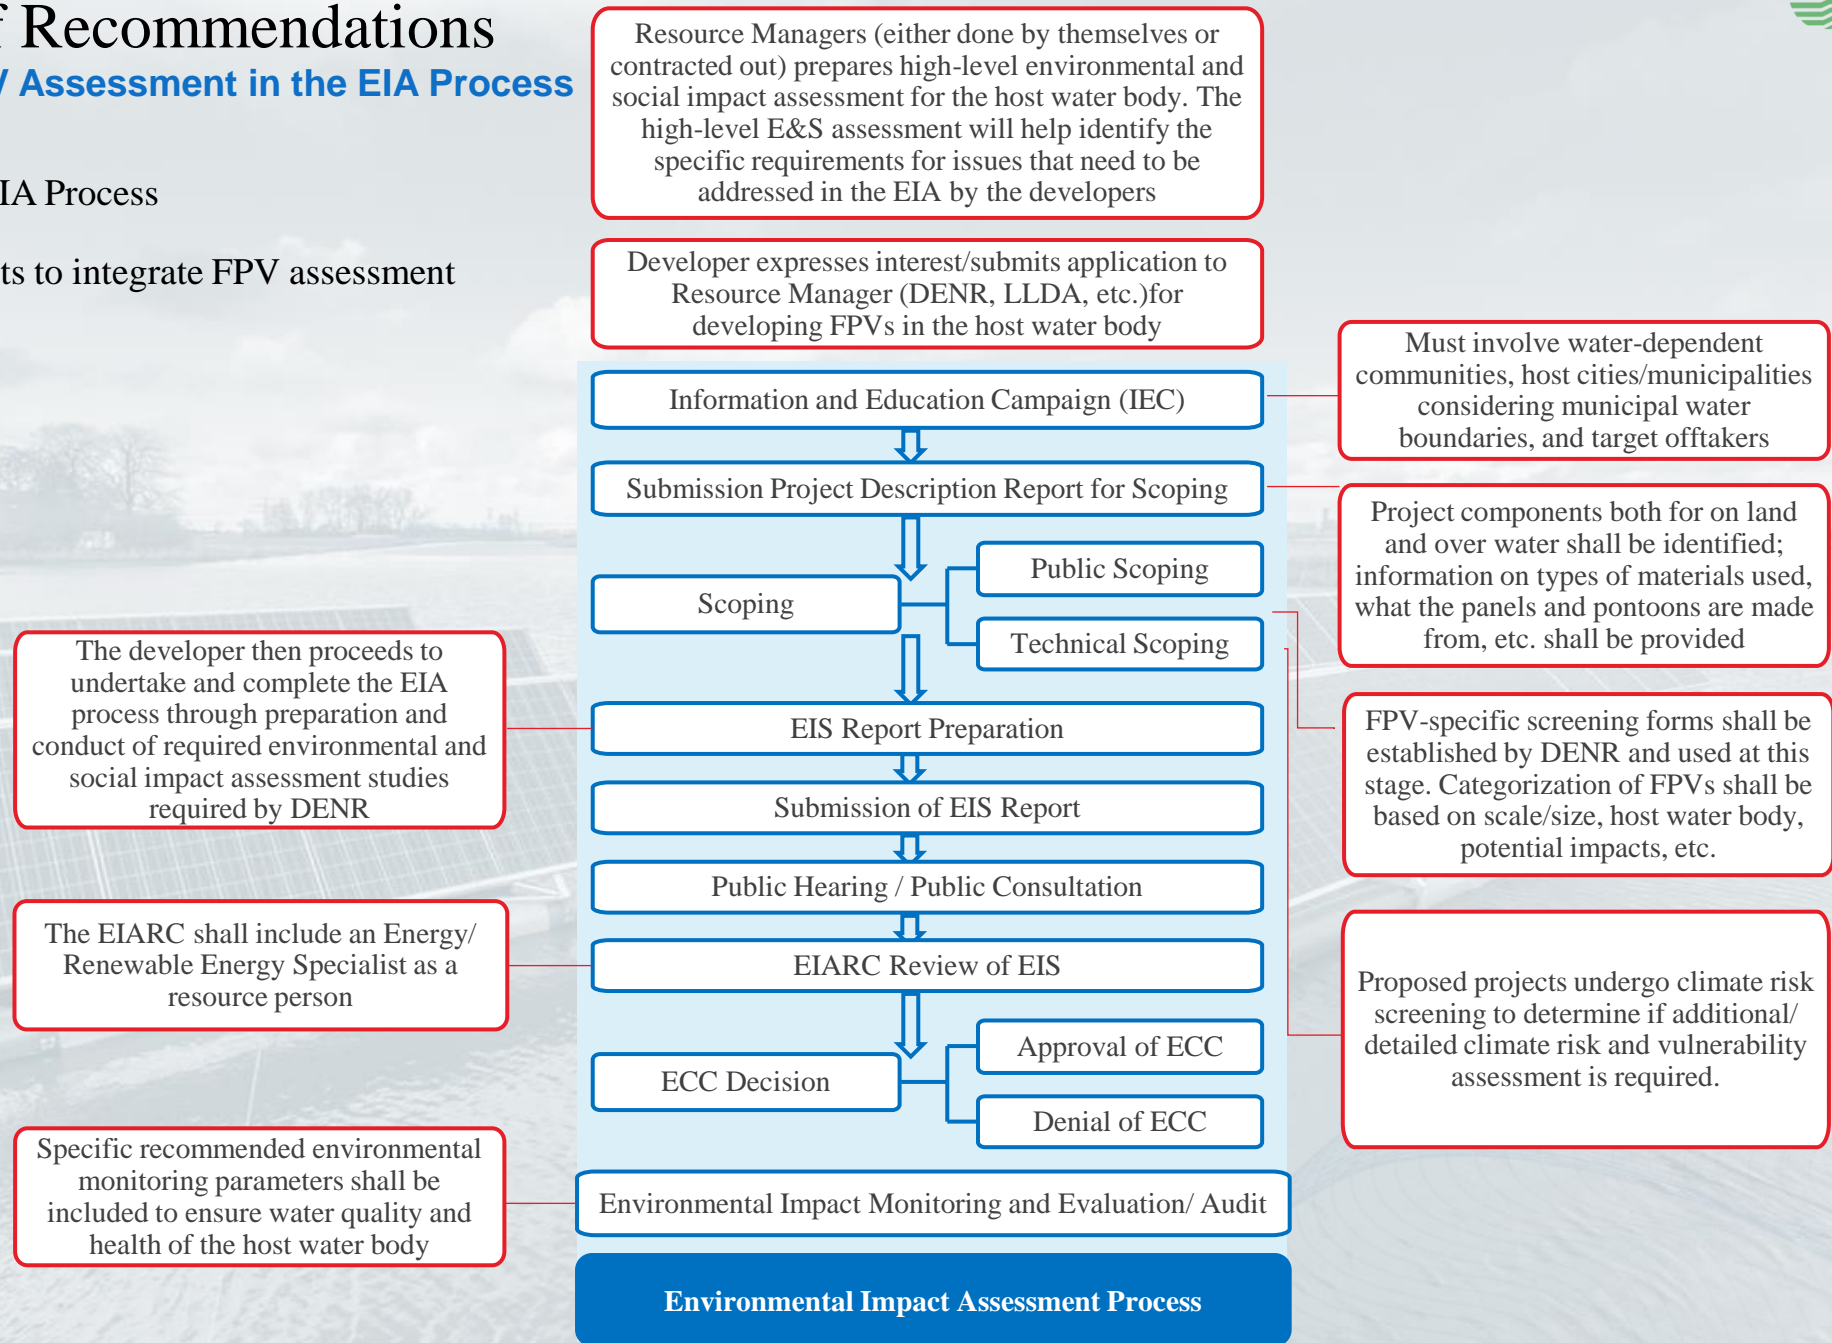 f Recommendations
V Assessment in the EIA Process
EIA Process
ts to integrate FPV assessment
Resource Managers (either done by themselves or
contracted out) prepares high-level environmental and
social impact assessment for the host water body. The
high-level E&S assessment will help identify the
specific requirements for issues that need to be
addressed in the EIA by the developers
Developer expresses interest/submits application to
Resource Manager (DENR, LLDA, etc.)for
developing FPVs in the host water body
Information and Education Campaign (IEC)
Must involve water-dependent
communities, host cities/municipalities
considering municipal water
boundaries, and target offtakers
Submission Project Description Report for Scoping
Project components both for on land
and over water shall be identified;
information on types of materials used,
what the panels and pontoons are made
from, etc. shall be provided
Scoping
Public Scoping
Technical Scoping
FPV-specific screening forms shall be
established by DENR and used at this
stage. Categorization of FPVs shall be
based on scale/size, host water body,
potential impacts, etc.
Proposed projects undergo climate risk
screening to determine if additional/
detailed climate risk and vulnerability
assessment is required.
The developer then proceeds to
undertake and complete the EIA
process through preparation and
conduct of required environmental and
social impact assessment studies
required by DENR
EIS Report Preparation
Submission of EIS Report
Public Hearing / Public Consultation
The EIARC shall include an Energy/
Renewable Energy Specialist as a
resource person
EIARC Review of EIS
ECC Decision
Approval of ECC
Denial of ECC
Specific recommended environmental
monitoring parameters shall be
included to ensure water quality and
health of the host water body
Environmental Impact Monitoring and Evaluation/ Audit
Environmental Impact Assessment Process